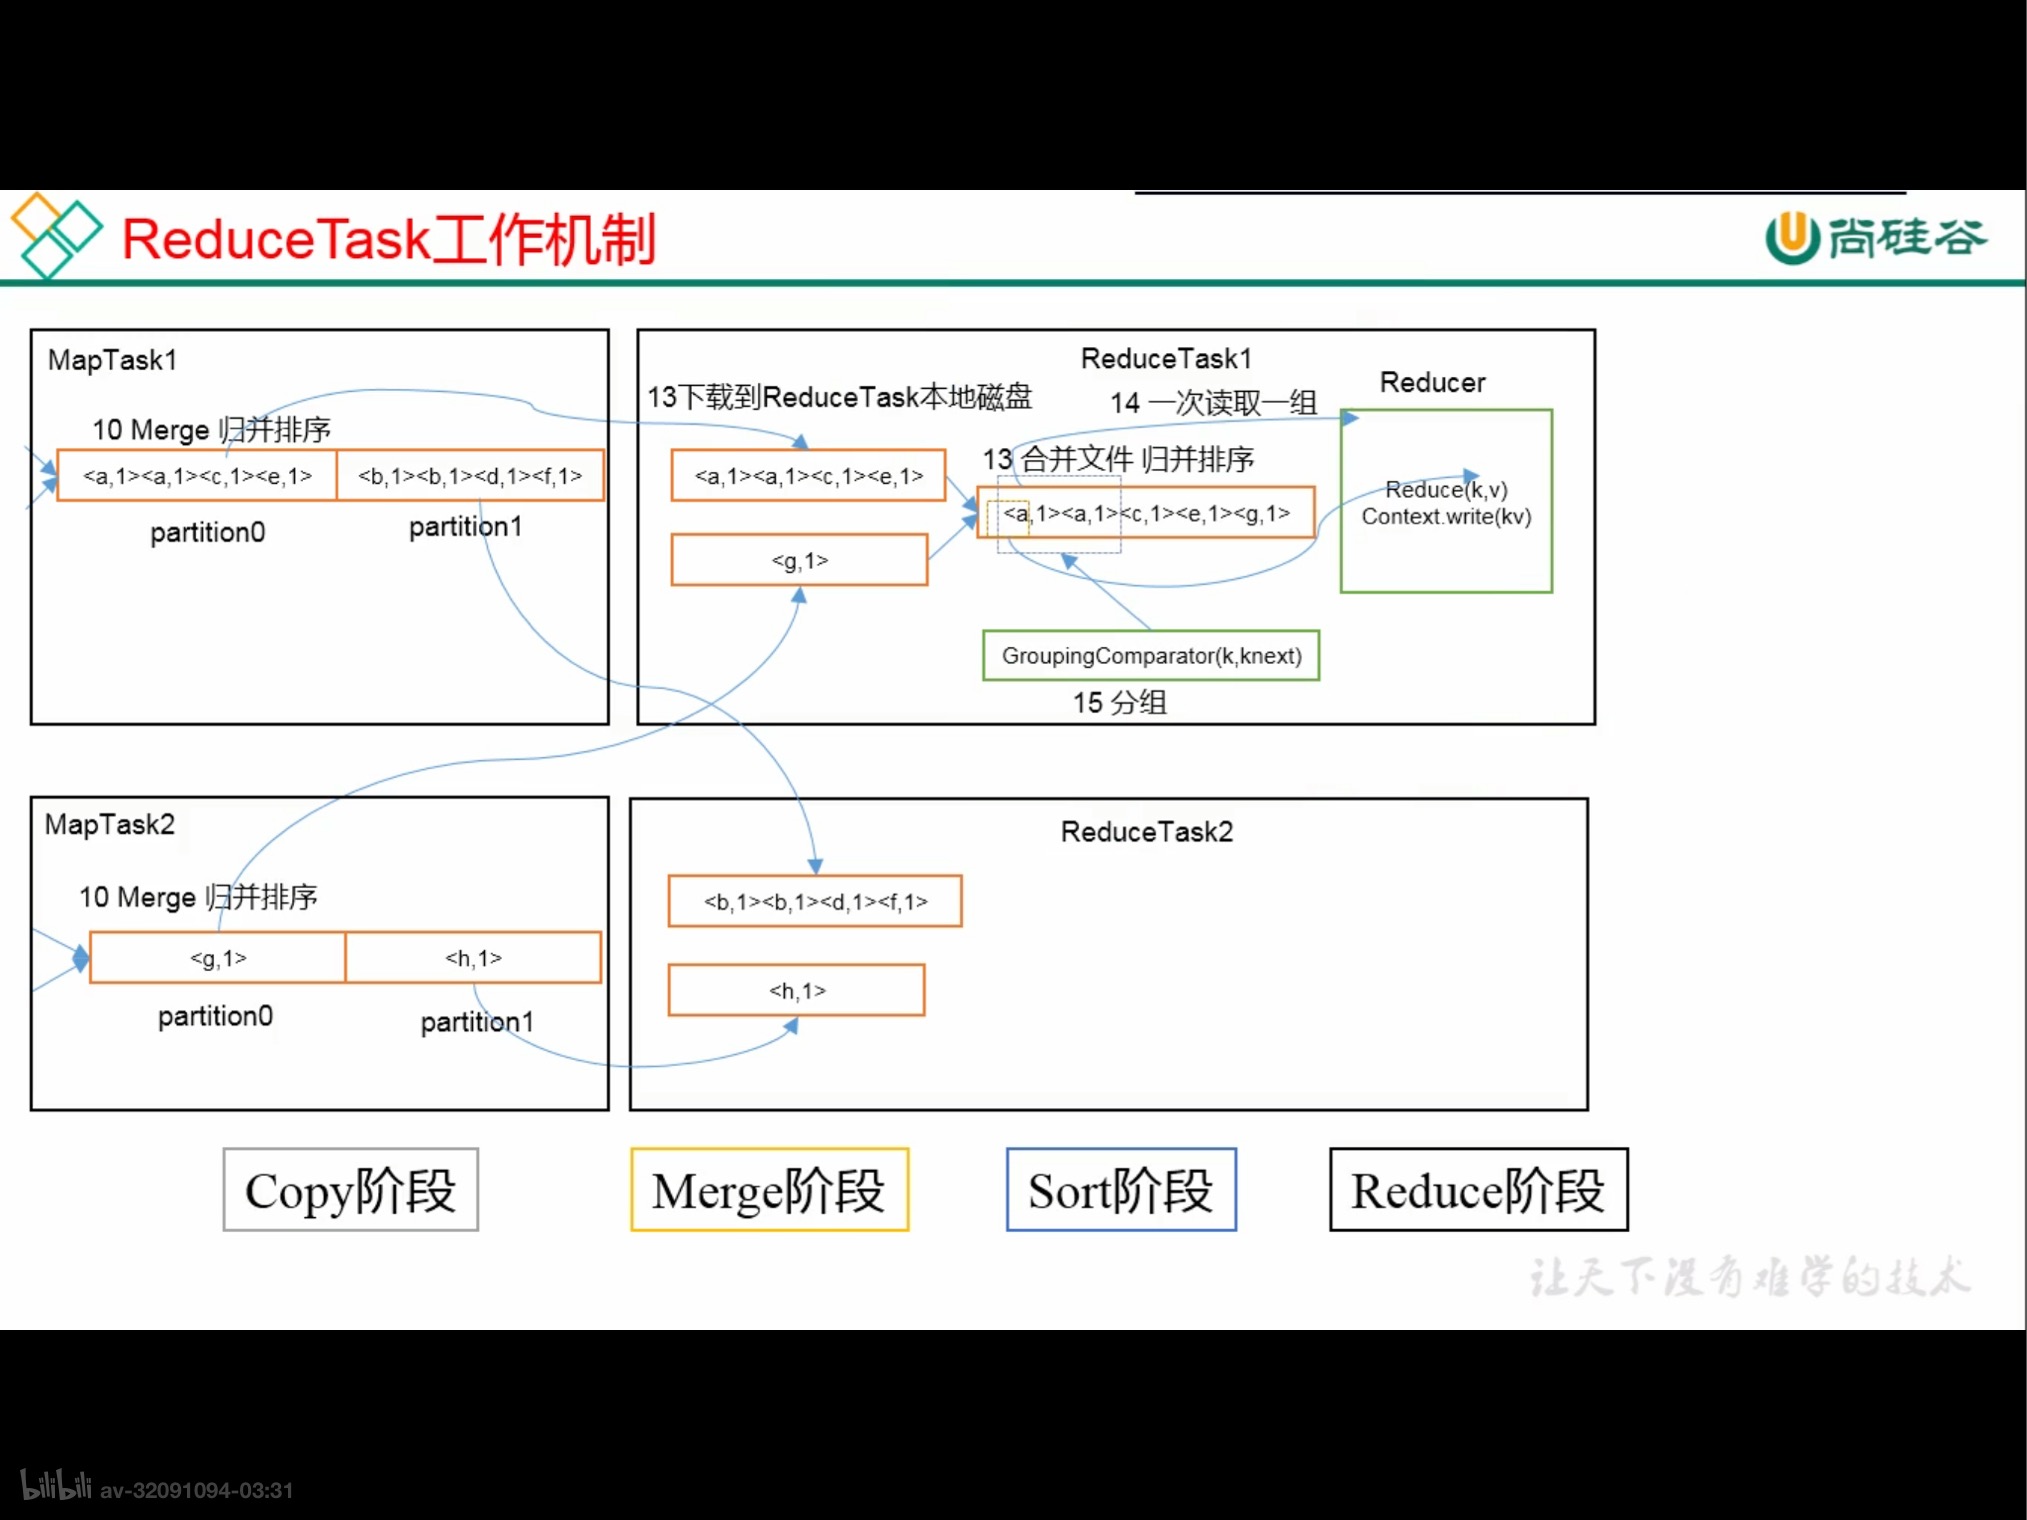 ReduceTask工作机制
尚硅谷
MapTask1
10 Merge 归并排序
<a,1><a,1><c,1><e,1>
<b,1><b,1><d,1><f,1>
partition0
partition1
ReduceTask1
13下载到ReduceTask本地磁盘
14 一次读取一组
Reducer
13 合并文件 归并排序
<a,1><a,1><c,1><e,1>
<a,1><a,1><c,1><e,1><g,1>
<g,1>
Reduce(k,v)
Context.write(kv)
GroupingComparator(k,knext)
15 分组
MapTask2
10 Merge 归并排序
<g,1>
<h,1>
partition0
partition1
ReduceTask2
<b,1><b,1><d,1><f,1>
<h,1>
Copy阶段
Merge阶段
Sort阶段
Reduce阶段
让天下没有难学的技术
bilibili av-32091094-03:31